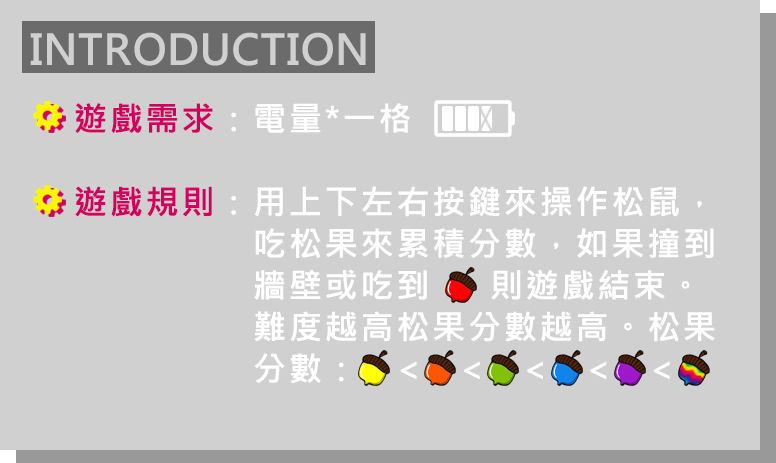 INTRODUCTION
遊戲需求：電量*一格
遊戲規則：用上下左右按鍵來操作松鼠，
吃松果來累積分數，如果撞到
牆壁或吃到 則遊戲結束。
難度越高松果分數越高。松果
分數：<<<<<